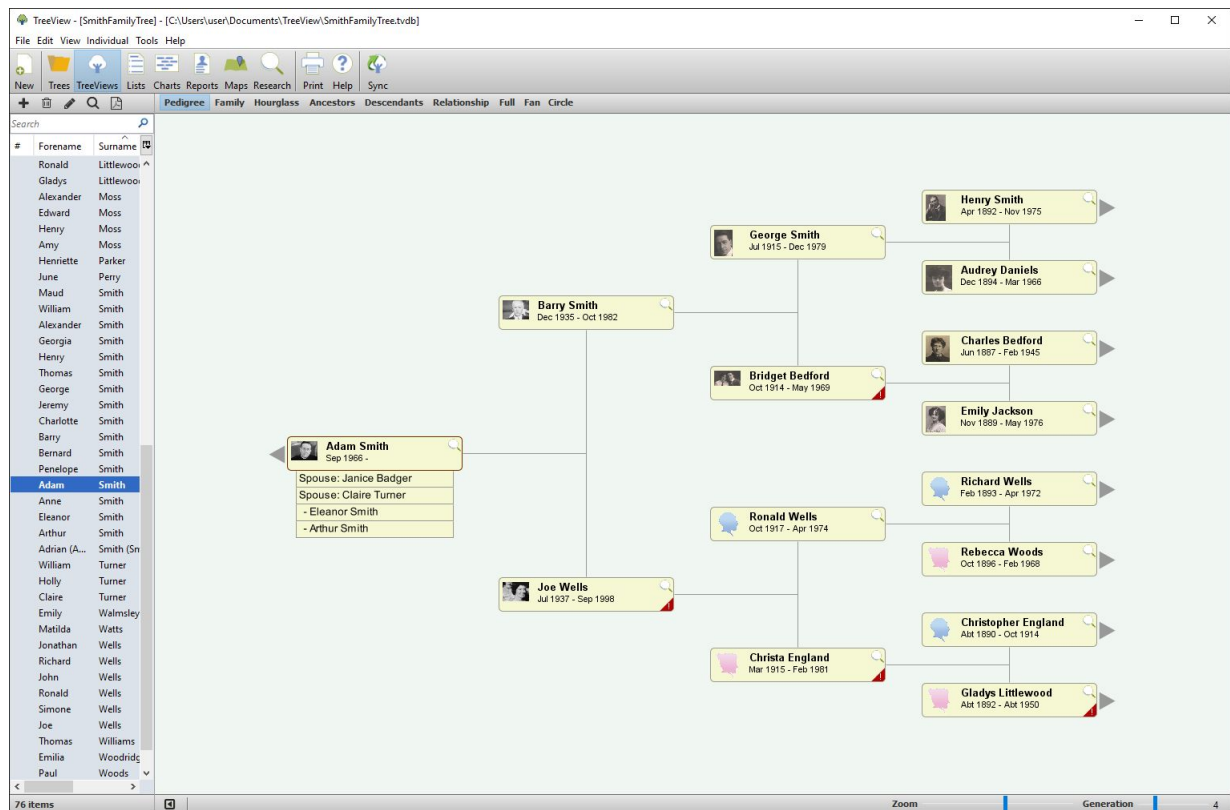 TreeView - [SmithFamilyTree] - [C:\Users\user\Documents\TreeView\SmithFamilyTree.tvdb]
File Edit View Individual Tools Help
New Trees TreeViews Lists Charts Reports Maps Research Print Help Sync
Pedigree Family Hourglass Ancestors Descendants Relationship Full Fan Circle
Search
# Forename Surname
Ronald Littlewoo
Gladys Littlewoo
Alexander Moss
Edward Moss
Henry Moss
Amy Moss
Henriette Parker
June Perry
Maud Smith
William Smith
Alexander Smith
Georgia Smith
Henry Smith
Thomas Smith
George Smith
Jeremy Smith
Charlotte Smith
Barry Smith
Bernard Smith
Penelope Smith
Adam Smith
Anne Smith
Eleanor Smith
Arthur Smith
Adrian (A... Smith (Sn
William Turner
Holly Turner
Claire Turner
Emily Walmsley
Matilda Watts
Jonathan Wells
Richard Wells
John Wells
Ronald Wells
Simone Wells
Joe Wells
Thomas Williams
Emilia Woodridg
Paul Woods
76 items
Adam Smith
Sep 1966 -
Spouse: Janice Badger
Spouse: Claire Turner
- Eleanor Smith
- Arthur Smith
Barry Smith
Dec 1935 - Oct 1982
Joe Wells
Jul 1937 - Sep 1998
George Smith
Jul 1915 - Dec 1979
Bridget Bedford
Oct 1914 - May 1969
Ronald Wells
Oct 1917 - Apr 1974
Christa England
Mar 1915 - Feb 1981
Henry Smith
Apr 1892 - Nov 1975
Audrey Daniels
Dec 1894 - Mar 1966
Charles Bedford
Jun 1887 - Feb 1945
Emily Jackson
Nov 1889 - May 1976
Richard Wells
Feb 1893 - Apr 1972
Rebecca Woods
Oct 1896 - Feb 1968
Christopher England
Abt 1890 - Oct 1914
Gladys Littlewood
Abt 1892 - Abt 1950
Zoom Generation 4